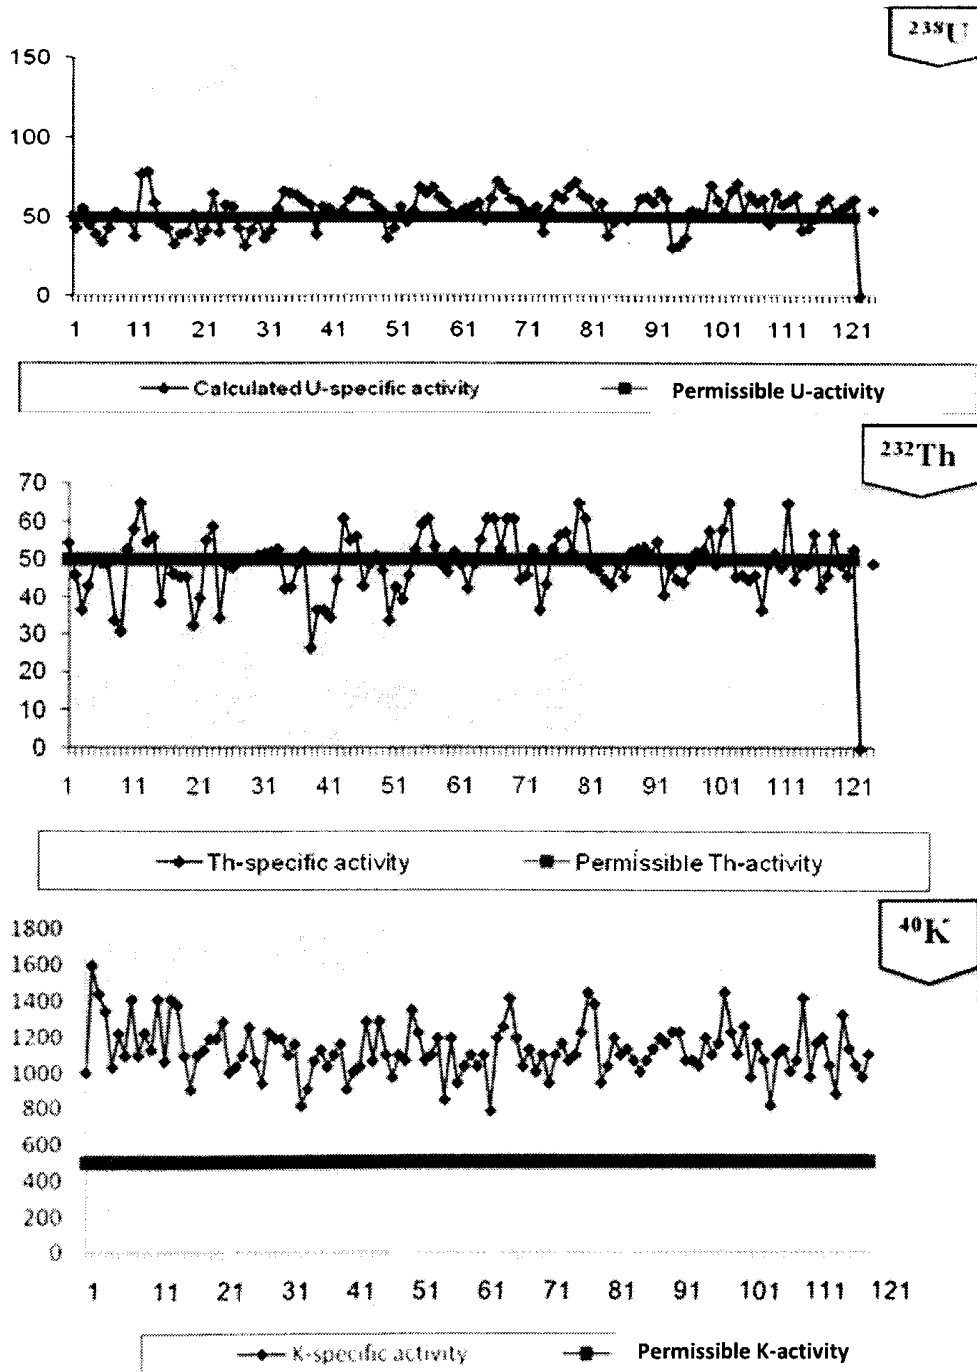 ²³⁸U
150
100
50
0
1 11 21 31 41 51 61 71 81 91 101 111 121
Calculated U-specific activity Permissible U-activity
²³²Th
70
60
50
40
30
20
10
0
1 11 21 31 41 51 61 71 81 91 101 111 121
Th-specific activity Permissible Th-activity
⁴⁰K
1800
1600
1400
1200
1000
800
600
400
200
0
1 11 21 31 41 51 61 71 81 91 101 111 121
K-specific activity Permissible K-activity